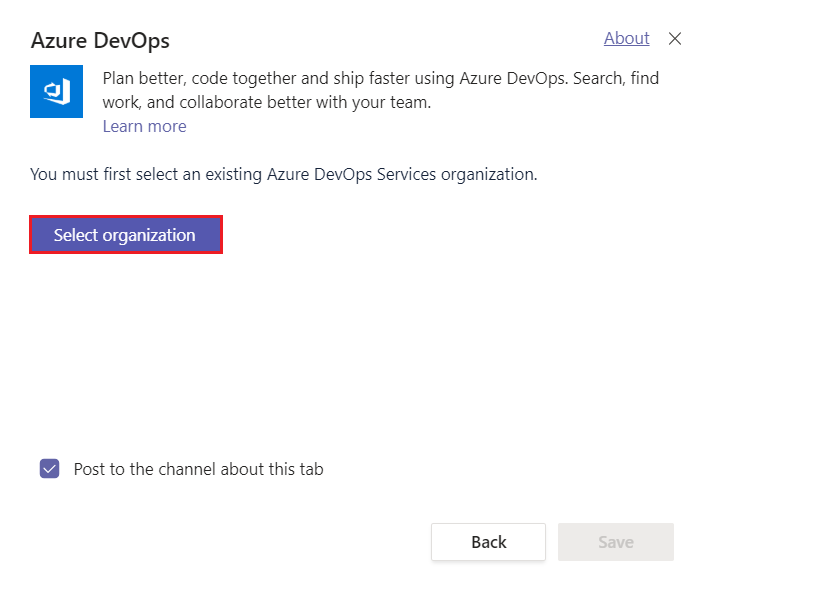 Azure DevOps
About
Plan better, code together and ship faster using Azure DevOps. Search, find
work, and collaborate better with your team.
Learn more
You must first select an existing Azure DevOps Services organization.
Select organization
Post to the channel about this tab
Back
Save